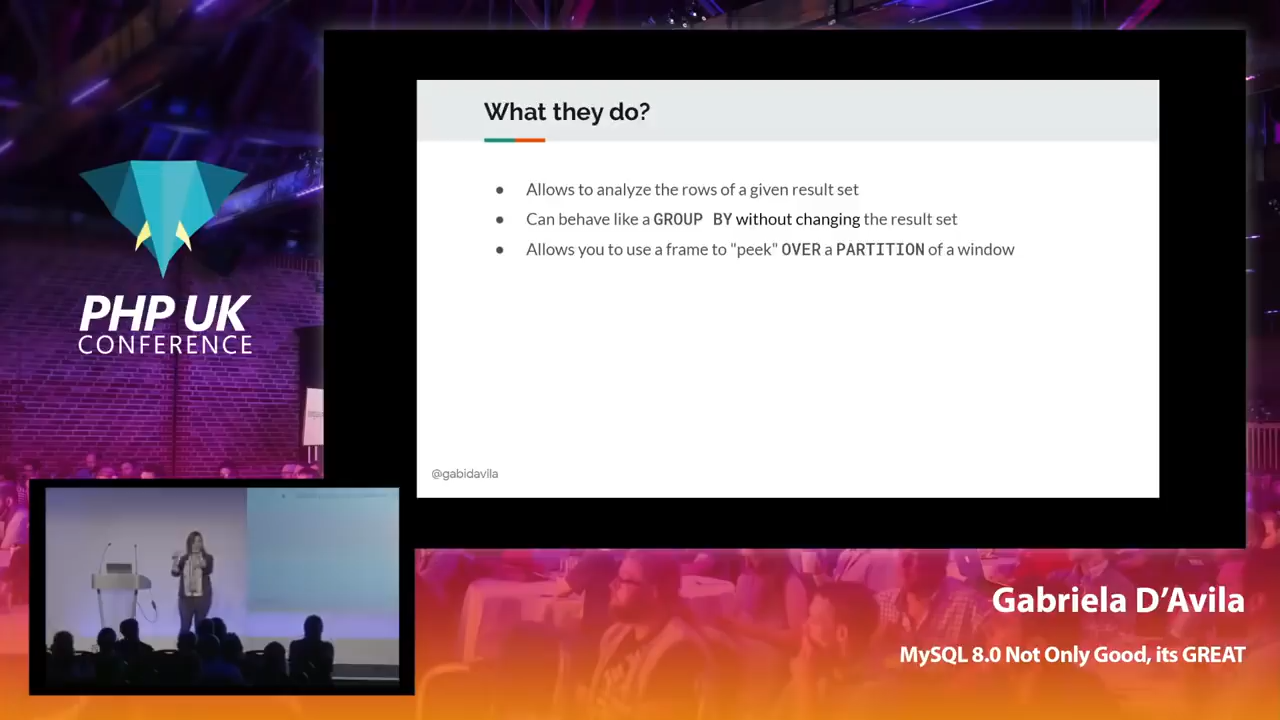 What they do?
● Allows to analyze the rows of a given result set
● Can behave like a GROUP BY without changing the result set
● Allows you to use a frame to "peek" OVER a PARTITION of a window
@gabidavila
PHP UK
CONFERENCE
Gabriela D’Avila
MySQL 8.0 Not Only Good, its GREAT